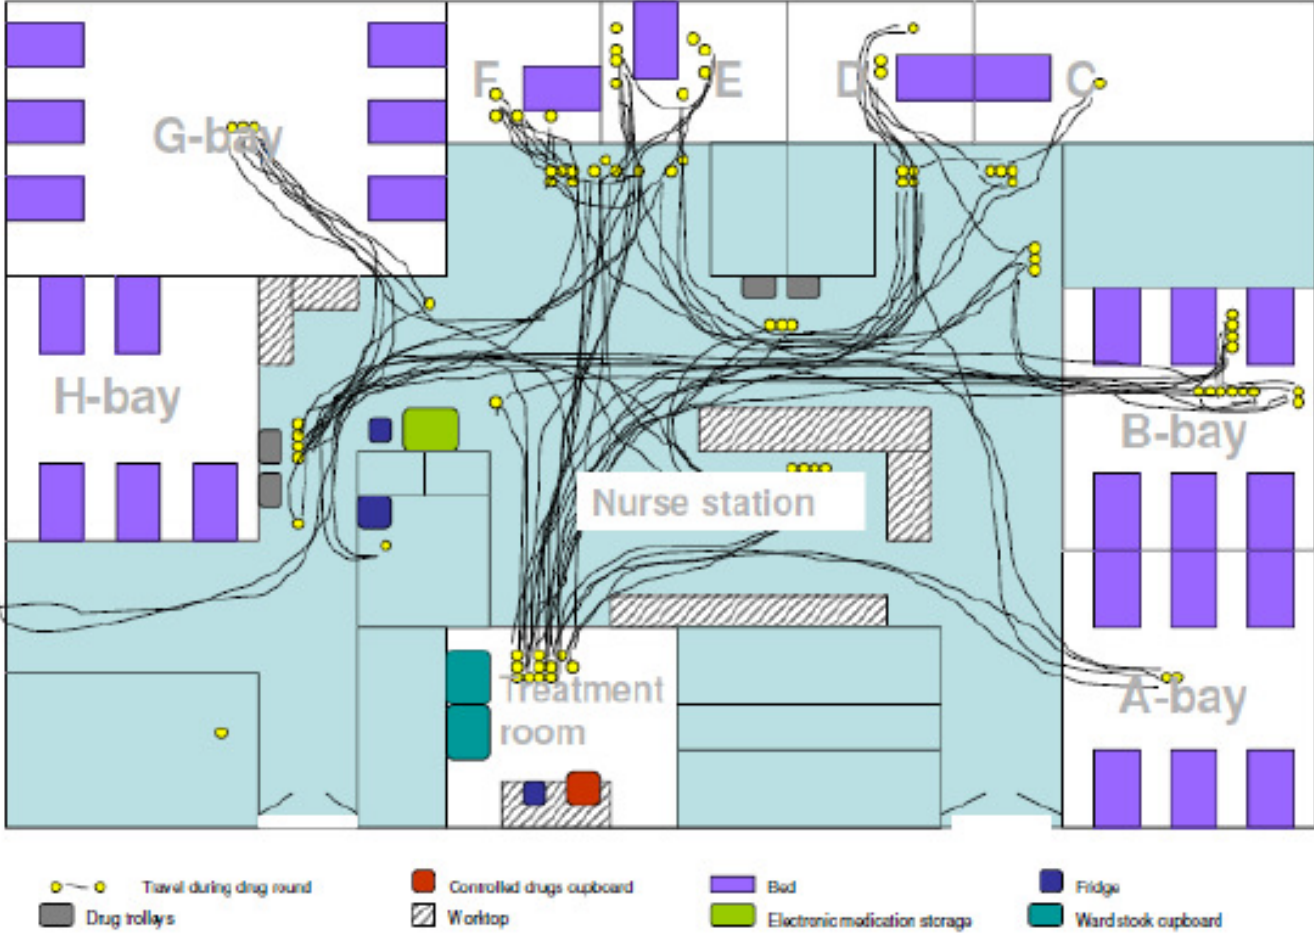 F
E
D
C
G-bay
H-bay
B-bay
Nurse station
Treatment
room
A-bay
Travel during drug round
Controlled drugs cupboard
Bed
Fridge
Drug trolleys
Worktop
Electronic medication storage
Ward stock cupboard